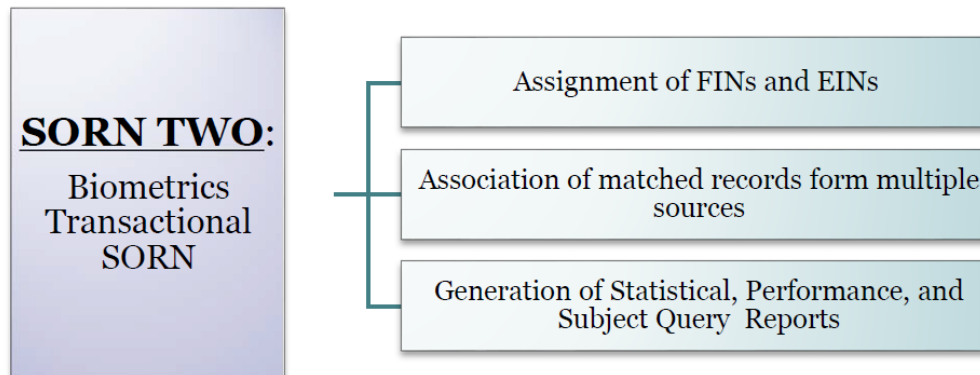 SORN TWO:
Biometrics
Transactional
SORN
Assignment of FINs and EINs
Association of matched records form multiple
sources
Generation of Statistical, Performance, and
Subject Query Reports